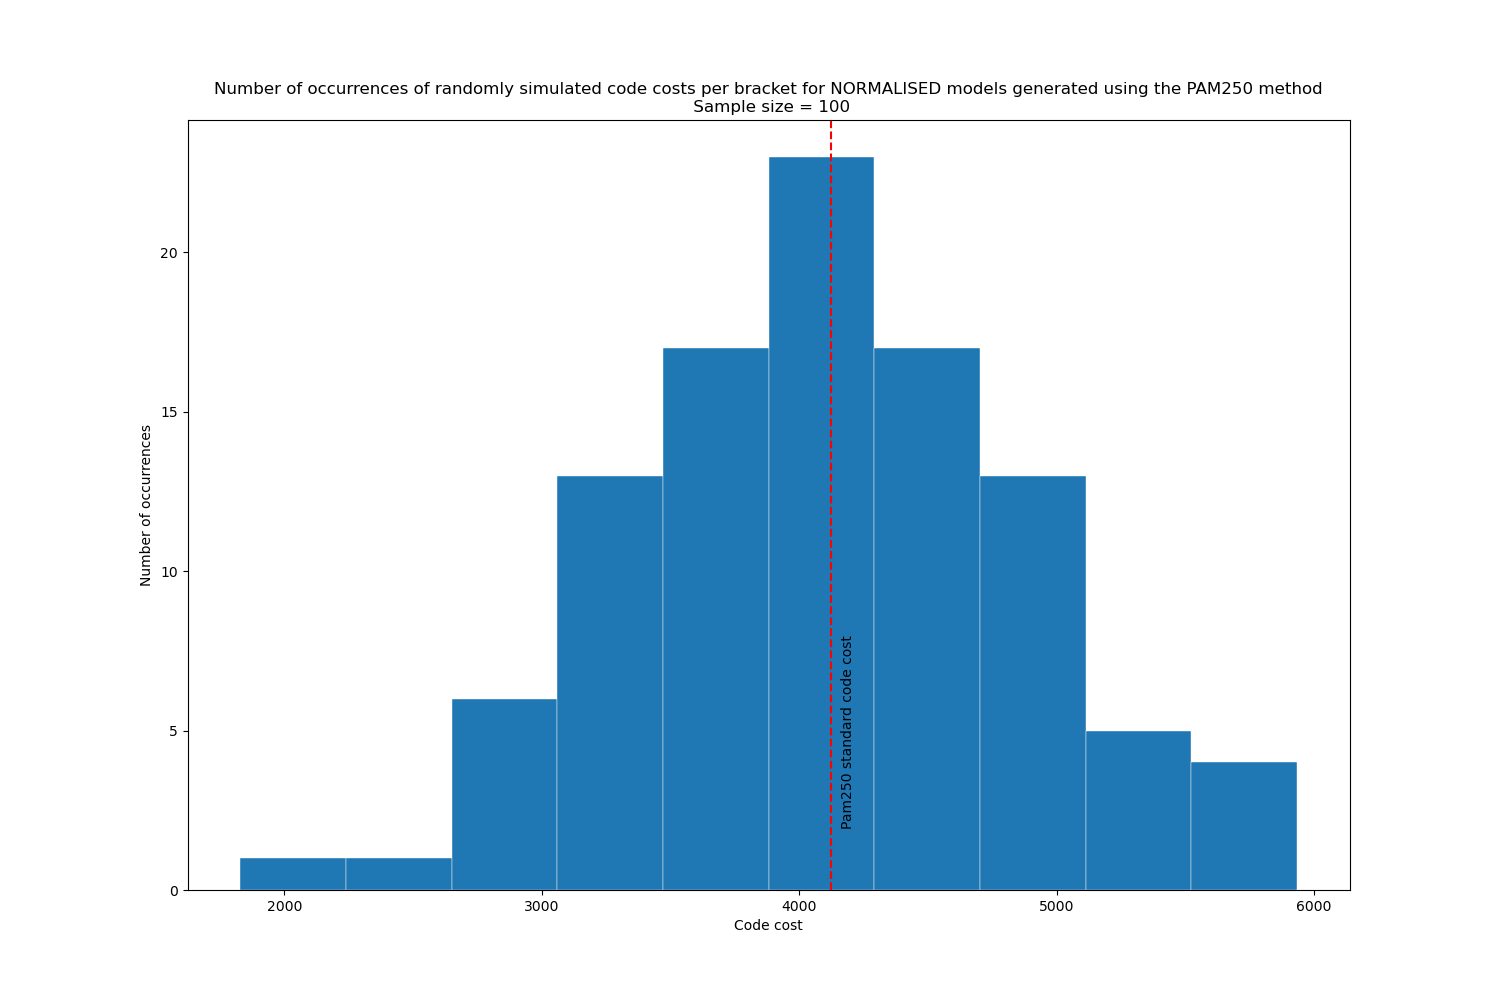 Number of occurrences of randomly simulated code costs per bracket for NORMALISED models generated using the PAM250 method
Sample size = 100
20
15
10
5
0
Number of occurrences
Pam250 standard code cost
2000 3000 4000 5000 6000
Code cost